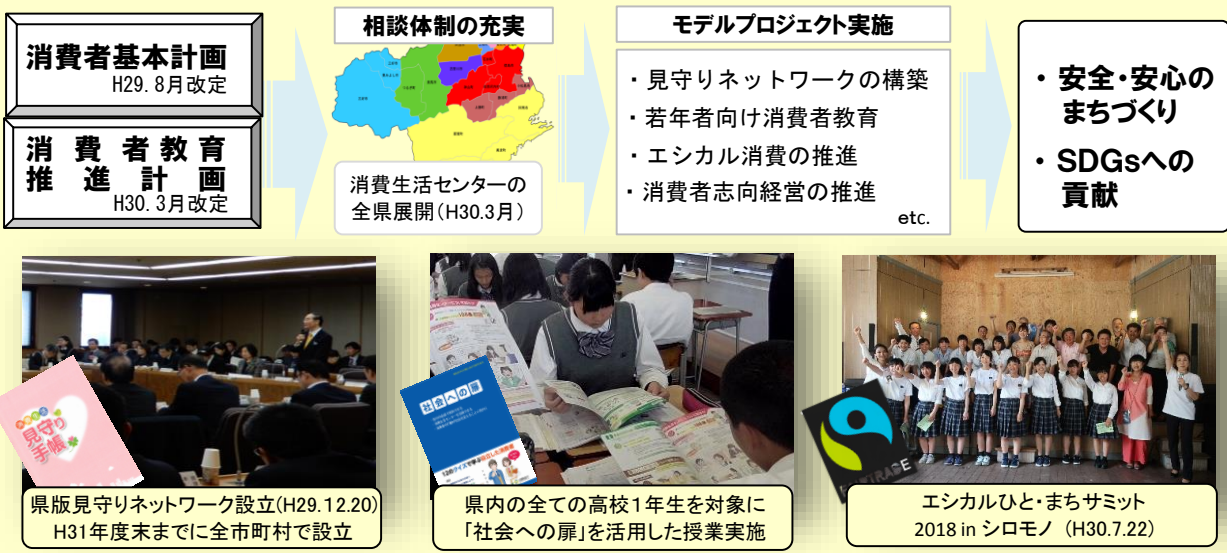 消費者基本計画
H29.8月改定
消費者教育
推進計画
H30.3月改定
相談体制の充実
消費生活センターの
全県展開(H30.3月)
モデルプロジェクト実施
・見守りネットワークの構築
・若年者向け消費者教育
・エシカル消費の推進
・消費者志向経営の推進
etc.
・安全・安心の
まちづくり
・SDGsへの
貢献
見守り
手帳
県版見守りネットワーク設立(H29.12.20)
H31年度末までに全市町村で設立
社会への扉
県内の全ての高校1年生を対象に
「社会への扉」を活用した授業実施
エシカルひと・まちサミット
2018 in シロモノ (H30.7.22)